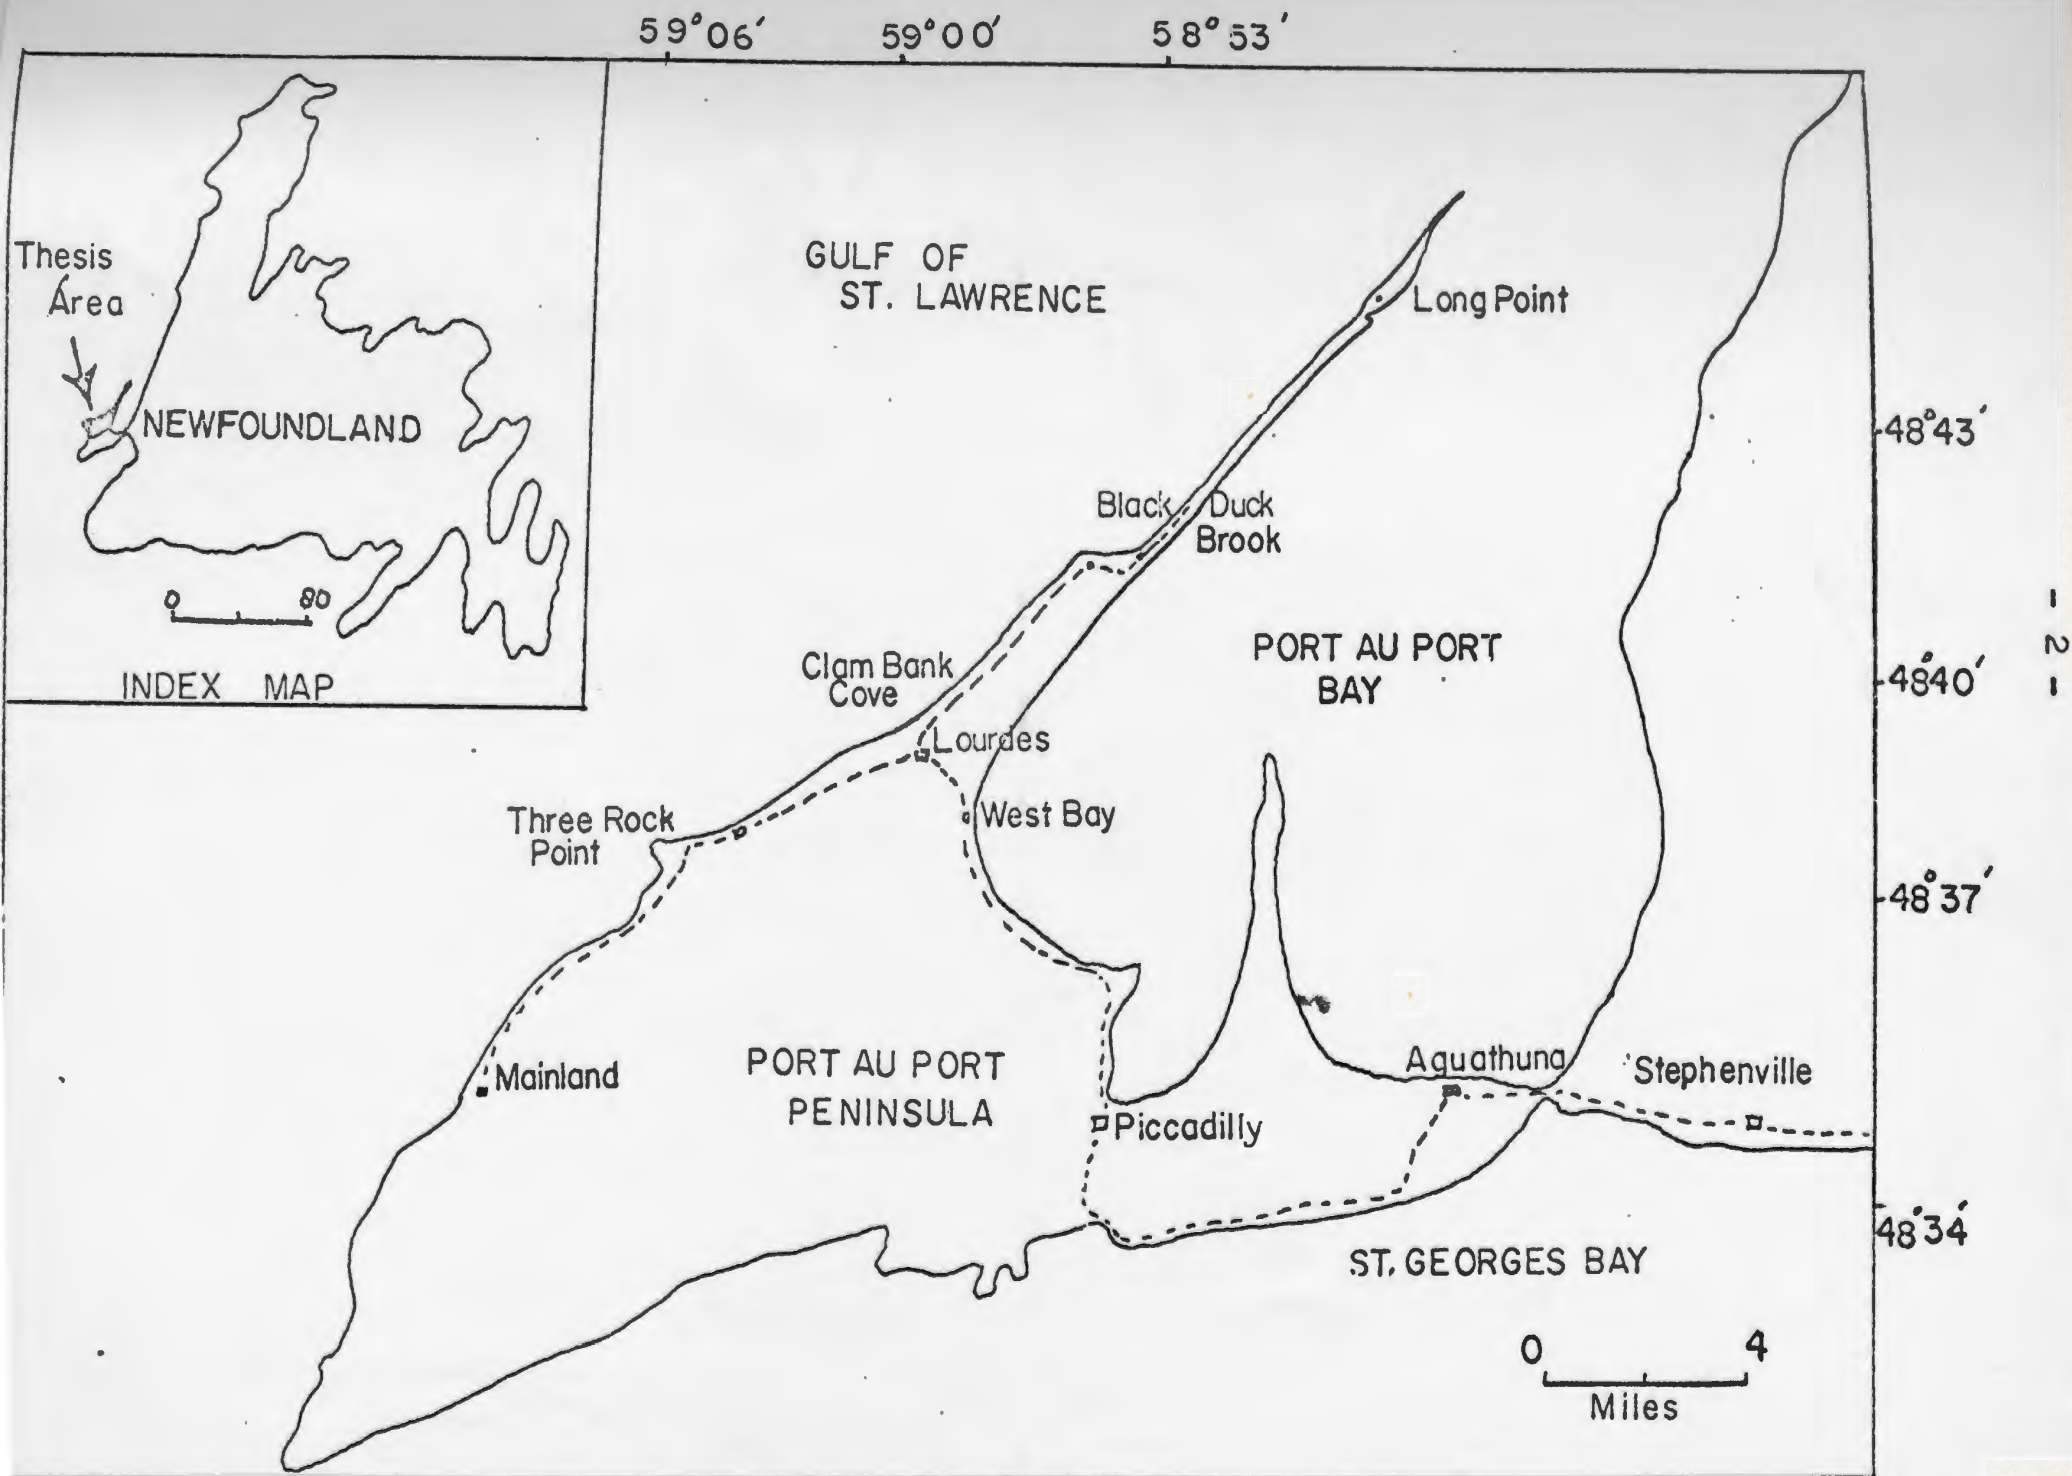 59°06′ 59°00′ 58°53′
Thesis
Area
NEWFOUNDLAND
0 80
INDEX MAP
GULF OF
ST. LAWRENCE
Long Point
48°43′
Black Duck
Brook
PORT AU PORT
BAY
48°40′
- 2 -
Clam Bank
Cove
Lourdes
Three Rock
Point
West Bay
48°37′
Mainland
PORT AU PORT
PENINSULA
Aguathuna
Stephenville
Piccadilly
48°34′
ST. GEORGES BAY
0 4
Miles